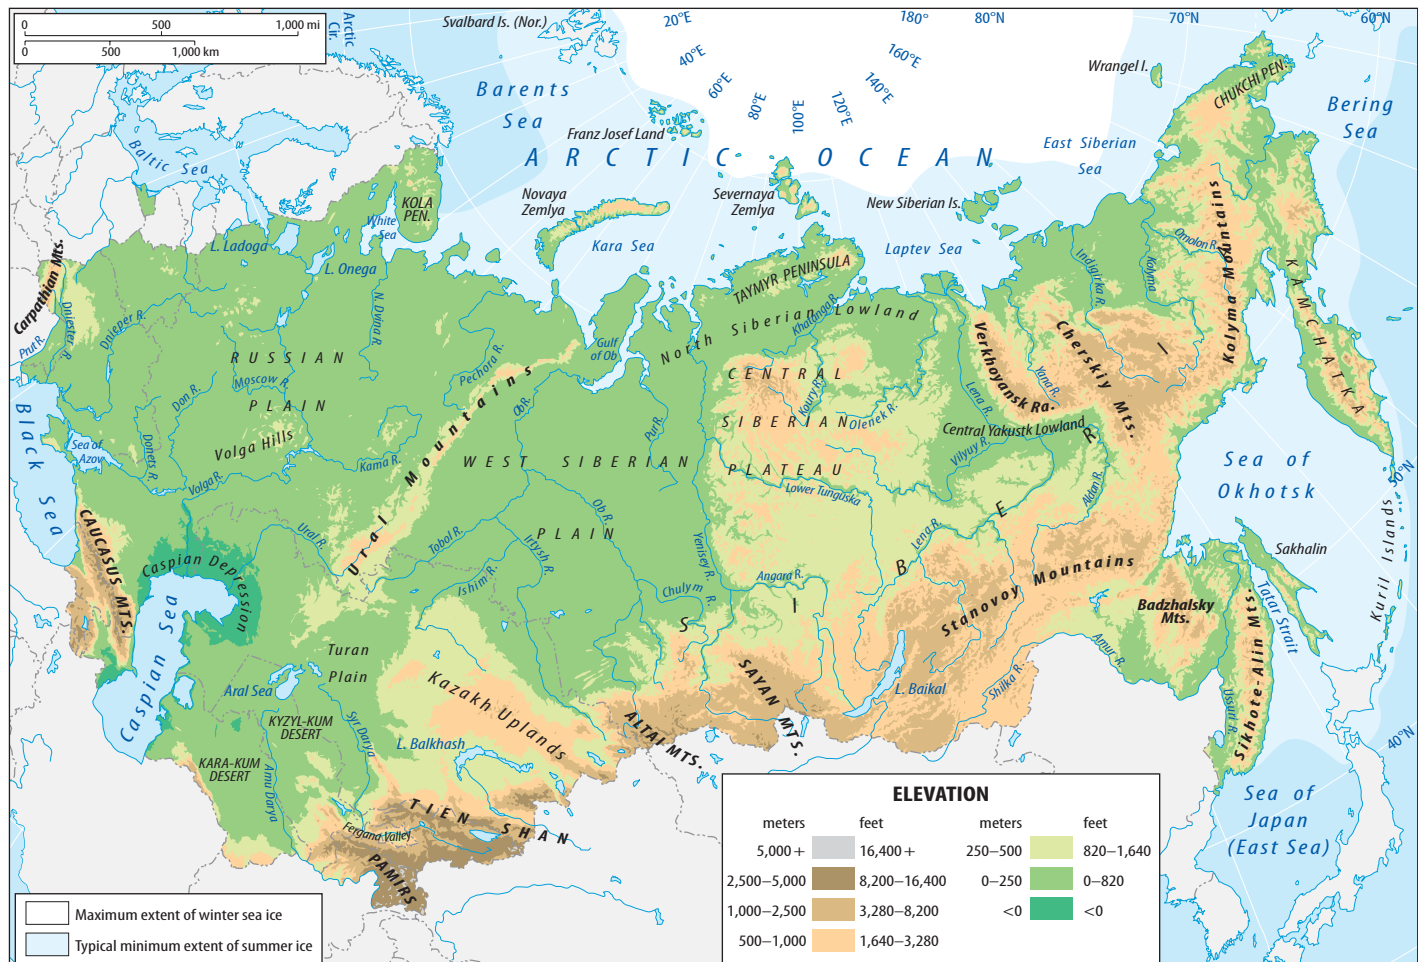 0 500 1,000 mi
0 500 1,000 km
Arctic Cir.
Svalbard Is. (Nor.)
20°E
40°E
60°E
80°E
100°E
120°E
140°E
160°E
180°
80°N
70°N
60°N
50°N
40°N
Barents
Sea
Franz Josef Land
ARCTIC OCEAN
Wrangel I.
CHUKCHI PEN.
Bering
Sea
East Siberian
Sea
Baltic Sea
KOLA
PEN.
White
Sea
Novaya
Zemlya
Severnaya
Zemlya
New Siberian Is.
Kara Sea
Laptev Sea
L. Ladoga
L. Onega
Carpathian Mts.
Prut R.
Dniester R.
Dnieper R.
N. Dvina R.
Pechora R.
Gulf
of Ob
TAYMYR PENINSULA
Khatanga R.
North Siberian Lowland
Indigirka R.
Kolyma
Omolon R.
Kolyma Mountains
KAMCHATKA
RUSSIAN
PLAIN
Moscow R.
Don R.
Donets R.
Volga Hills
Volga R.
Kama R.
Ural Mountains
Ob R.
Pur R.
WEST SIBERIAN
PLAIN
CENTRAL
SIBERIAN
PLATEAU
Olenek R.
Lower Tunguska
Verkhoyansk Ra.
Cherskiy Mts.
Yana R.
Lena R.
Central Yakustk Lowland
Vilyuy R.
Aldan R.
Lena R.
SIBERI
Black Sea
Sea of
Azov
CAUCASUS MTS.
Caspian Depression
Caspian Sea
Ural R.
Tobol R.
Ishim R.
Irtysh R.
Ob R.
Yenisey R.
Chulym R.
Angara R.
Sea of
Okhotsk
Sakhalin
Kuril Islands
Tatar Strait
Stanovoy Mountains
Badzhalsky
Mts.
Amur R.
Sikhote-Alin Mts.
Shilka R.
L. Baikal
SAYAN MTS.
ALTAI MTS.
Turan
Plain
Aral Sea
KYZYL-KUM
DESERT
KARA-KUM
DESERT
Syr Darya
Amu Darya
Kazakh Uplands
L. Balkhash
TIEN SHAN
Fergana Valley
PAMIRS
Sea of
Japan
(East Sea)
ELEVATION
meters feet meters feet
5,000+ 16,400+ 250–500 820–1,640
2,500–5,000 8,200–16,400 0–250 0–820
1,000–2,500 3,280–8,200 <0 <0
500–1,000 1,640–3,280
Maximum extent of winter sea ice
Typical minimum extent of summer ice